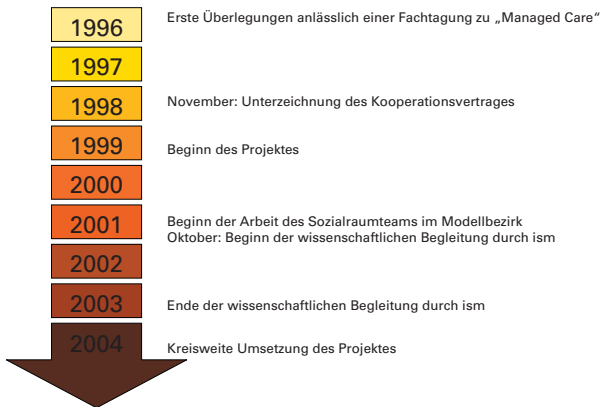 1996 Erste Überlegungen anlässlich einer Fachtagung zu „Managed Care“
1997
1998 November: Unterzeichnung des Kooperationsvertrages
1999 Beginn des Projektes
2000
2001 Beginn der Arbeit des Sozialraumteams im Modellbezirk
Oktober: Beginn der wissenschaftlichen Begleitung durch ism
2002
2003 Ende der wissenschaftlichen Begleitung durch ism
2004 Kreisweite Umsetzung des Projektes